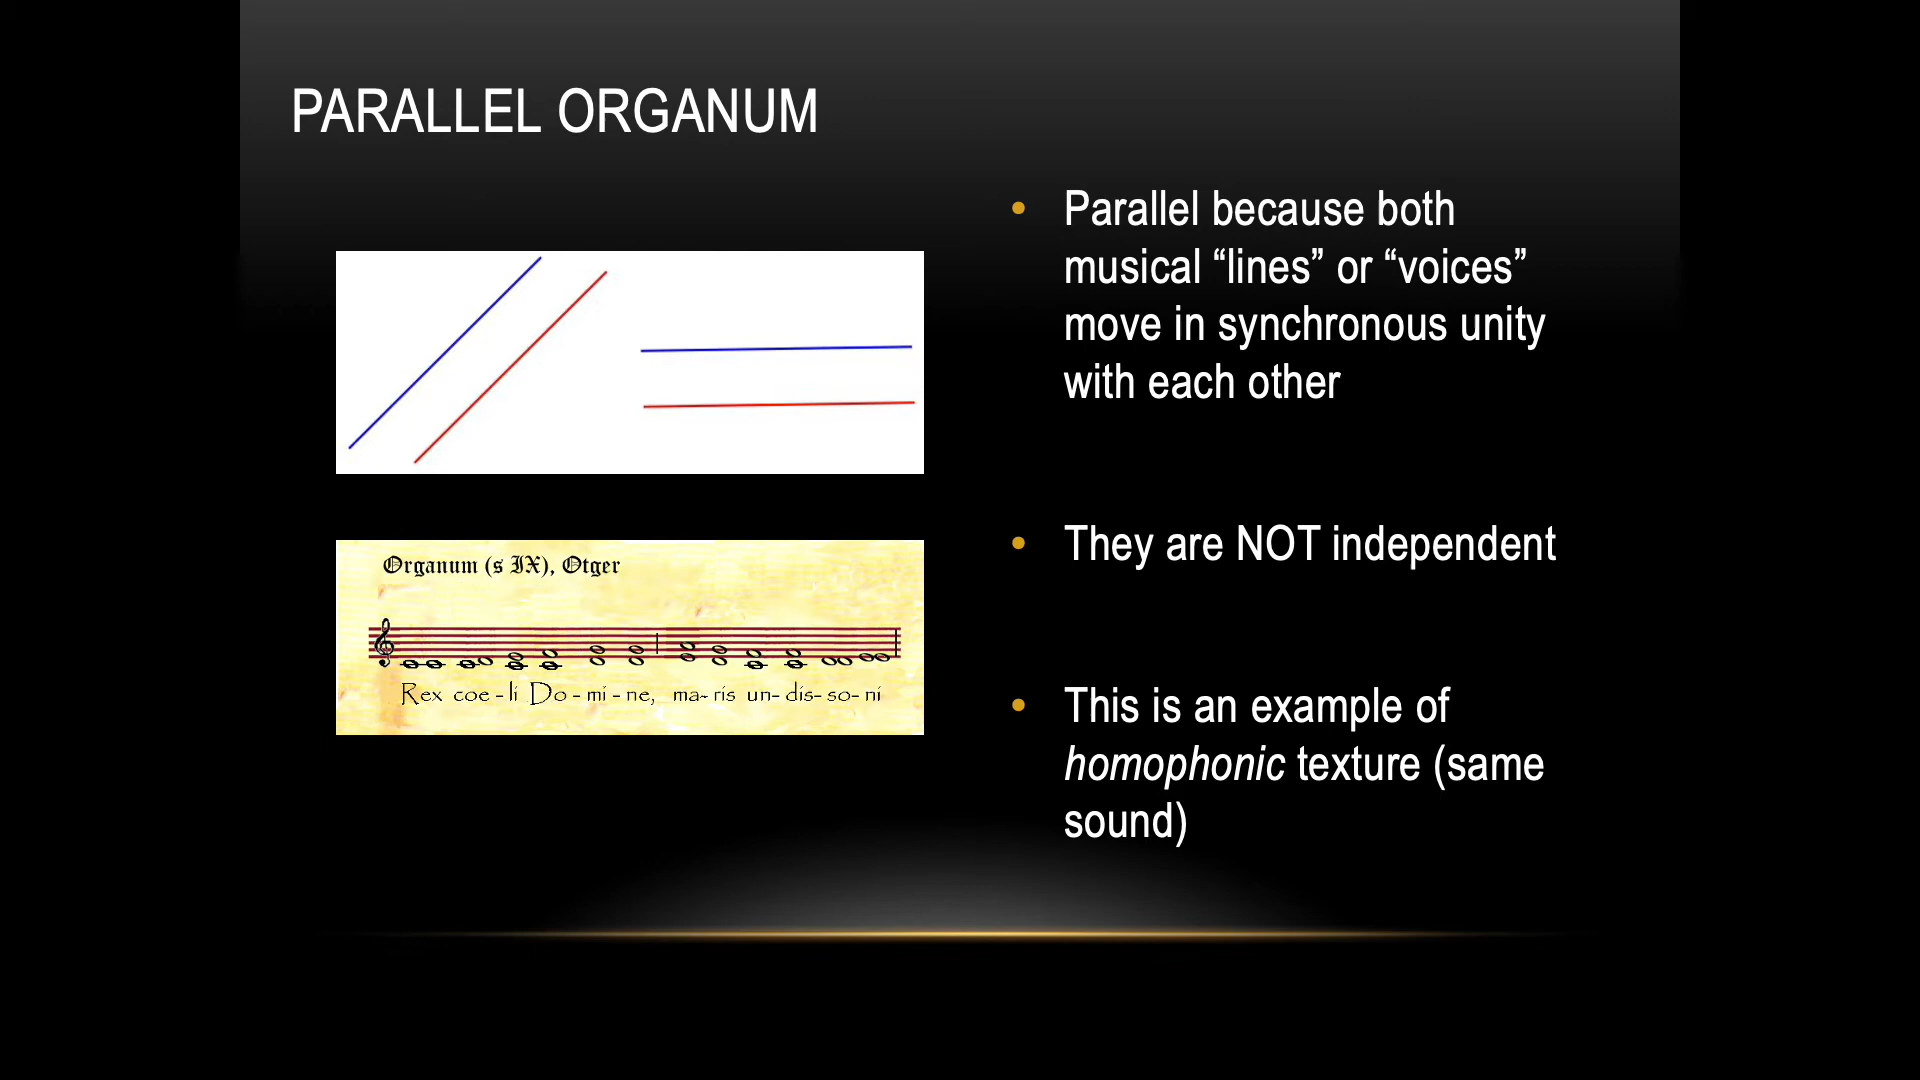 PARALLEL ORGANUM
Organum (s IX), Otger
Rex coe - li Do - mi - ne, ma- ris un- dis- so- ni
• Parallel because both
musical “lines” or “voices”
move in synchronous unity
with each other
• They are NOT independent
• This is an example of
homophonic texture (same
sound)